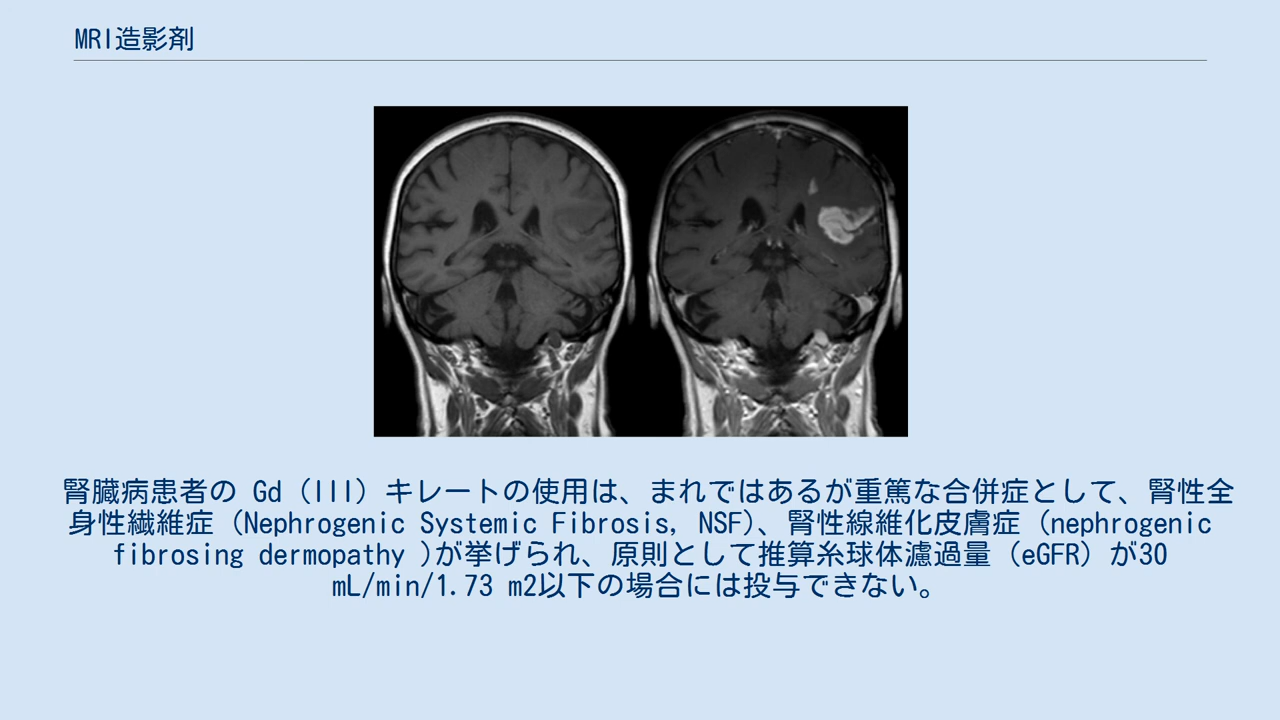 MRI造影剤
腎臓病患者の Gd（III）キレートの使用は、まれではあるが重篤な合併症として、腎性全
身性繊維症（Nephrogenic Systemic Fibrosis, NSF)、腎性線維化皮膚症（nephrogenic
fibrosing dermopathy )が挙げられ、原則として推算糸球体濾過量（eGFR）が30
mL/min/1.73 m2以下の場合には投与できない。